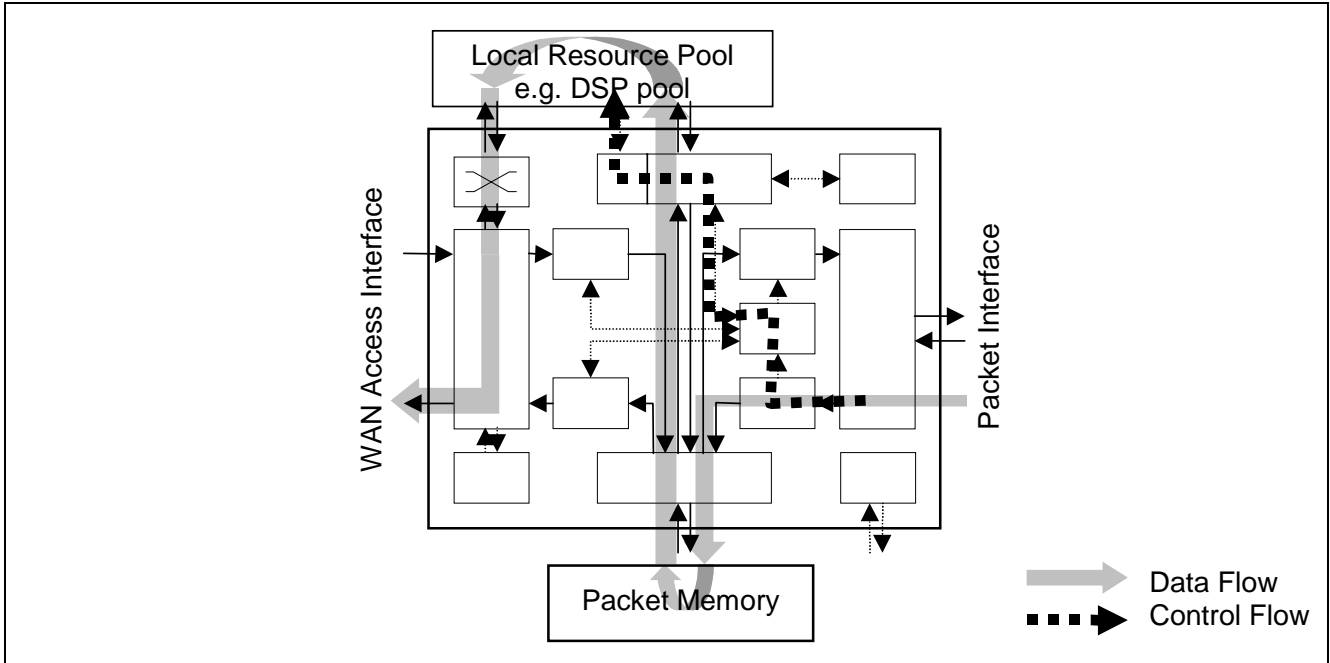 Local Resource Pool
e.g. DSP pool
WAN Access Interface
Packet Interface
Packet Memory
Data Flow
Control Flow